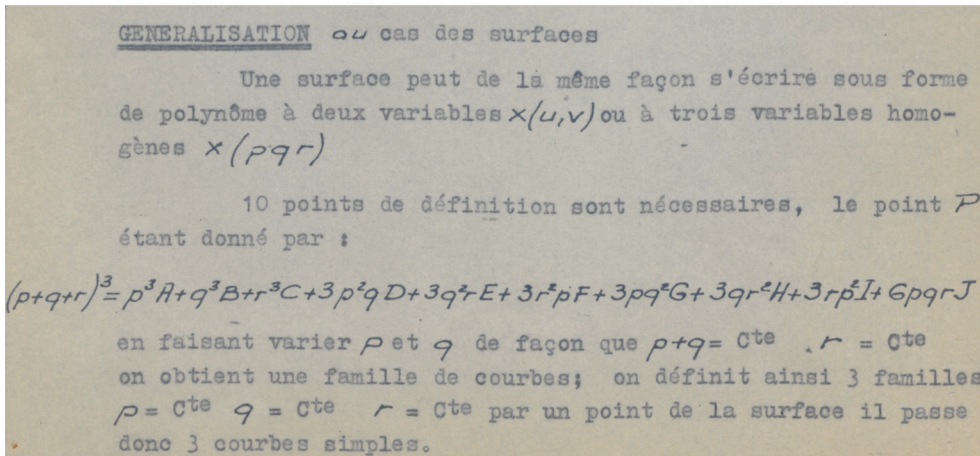 GENERALISATION au cas des surfaces
Une surface peut de la même façon s'écrire sous forme
de polynôme à deux variables x(u,v) ou à trois variables homo-
gènes x(pqr)
10 points de définition sont nécessaires, le point P
étant donné par :
(p+q+r)³= p³A+q³B+r³C+3p²qD+3q²rE+3r²pF+3pq²G+3qr²H+3rp²I+6pqrJ
en faisant varier p et q de façon que p+q= Cte . r = Cte
on obtient une famille de courbes; on définit ainsi 3 familles
p= Cte q = Cte r = Cte par un point de la surface il passe
donc 3 courbes simples.